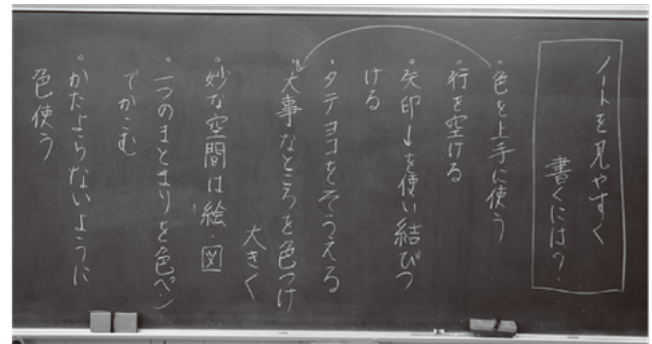 ノートを見やすく
書くには?
・色を上手に使う
・行を空ける
・矢印↓を使い結びつ
ける
・タテヨコをそろえる
・大事なところを色つけ
大きく
・妙な空間は絵・図
・一つのまとまりを色ペン
でかこむ
・かたよらないように
色使う